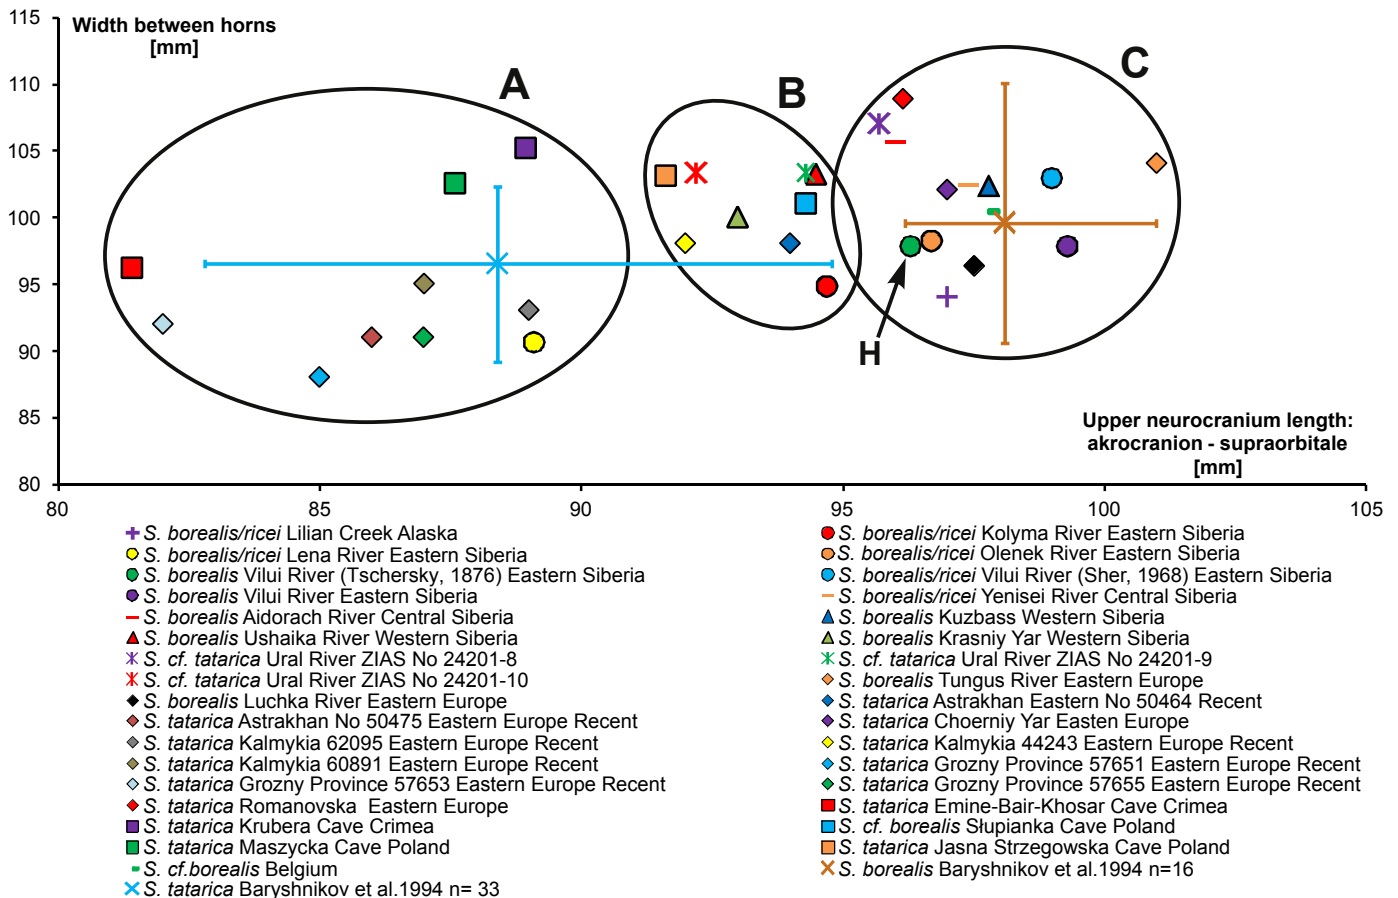 115
Width between horns
[mm]
110
105
100
95
90
85
80
A
B
C
H
Upper neurocranium length:
akrocranion - supraorbitale
[mm]
80 85 90 95 100 105
S. borealis/ricei Lilian Creek Alaska
S. borealis/ricei Lena River Eastern Siberia
S. borealis Vilui River (Tschersky, 1876) Eastern Siberia
S. borealis Vilui River Eastern Siberia
S. borealis Aidorach River Central Siberia
S. borealis Ushaika River Western Siberia
S. cf. tatarica Ural River ZIAS No 24201-8
S. cf. tatarica Ural River ZIAS No 24201-10
S. borealis Luchka River Eastern Europe
S. tatarica Astrakhan No 50475 Eastern Europe Recent
S. tatarica Kalmykia 62095 Eastern Europe Recent
S. tatarica Kalmykia 60891 Eastern Europe Recent
S. tatarica Grozny Province 57653 Eastern Europe Recent
S. tatarica Romanovska Eastern Europe
S. tatarica Krubera Cave Crimea
S. tatarica Maszycka Cave Poland
S. cf.borealis Belgium
S. tatarica Baryshnikov et al.1994 n= 33
S. borealis/ricei Kolyma River Eastern Siberia
S. borealis/ricei Olenek River Eastern Siberia
S. borealis/ricei Vilui River (Sher, 1968) Eastern Siberia
S. borealis/ricei Yenisei River Central Siberia
S. borealis Kuzbass Western Siberia
S. borealis Krasniy Yar Western Siberia
S. cf. tatarica Ural River ZIAS No 24201-9
S. borealis Tungus River Eastern Europe
S. tatarica Astrakhan Eastern No 50464 Recent
S. tatarica Choerniy Yar Easten Europe
S. tatarica Kalmykia 44243 Eastern Europe Recent
S. tatarica Grozny Province 57651 Eastern Europe Recent
S. tatarica Grozny Province 57655 Eastern Europe Recent
S. tatarica Emine-Bair-Khosar Cave Crimea
S. cf. borealis Słupianka Cave Poland
S. tatarica Jasna Strzegowska Cave Poland
S. borealis Baryshnikov et al.1994 n=16